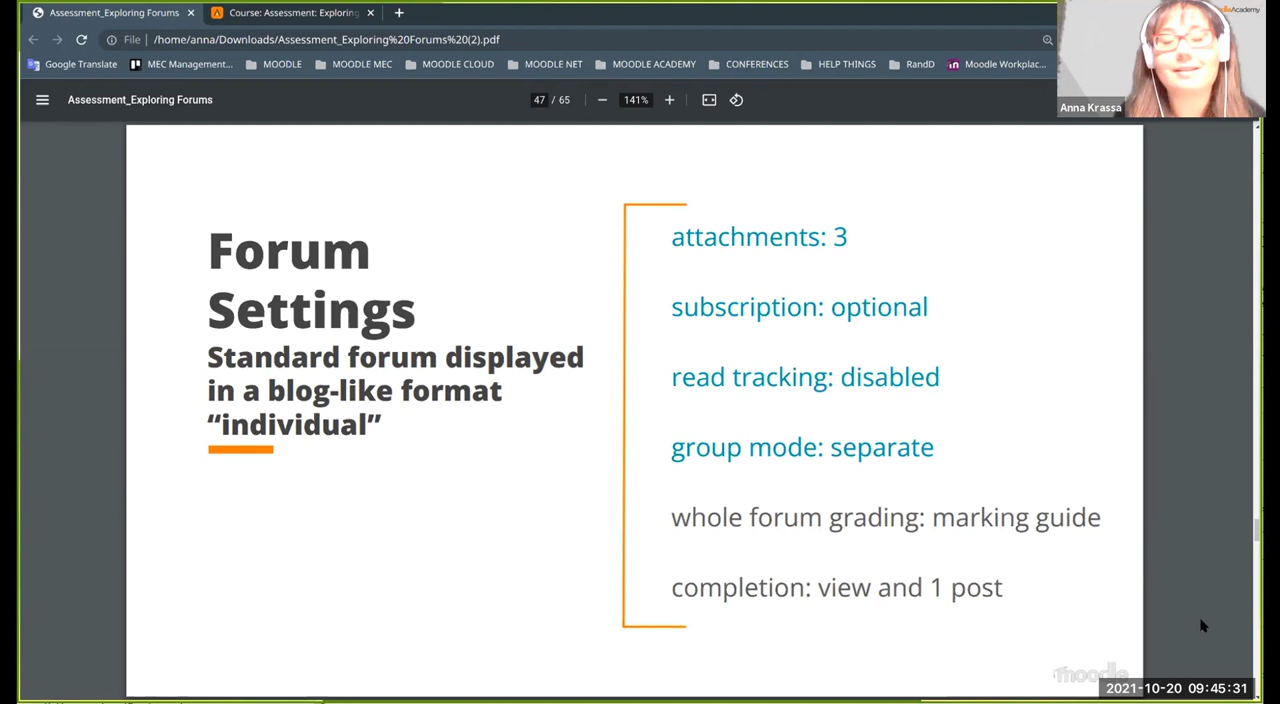 Assessment_Exploring Forums
Course: Assessment: Exploring
File
/home/anna/Downloads/Assessment_Exploring%20Forums%20(2).pdf
Google Translate
MEC Management...
MOODLE
MOODLE MEC
MOODLE CLOUD
MOODLE NET
MOODLE ACADEMY
CONFERENCES
HELP THINGS
RandD
Moodle Workplac...
Anna Krassa
Assessment_Exploring Forums
47 / 65
141%
Forum
Settings
Standard forum displayed
in a blog-like format
“individual”
attachments: 3
subscription: optional
read tracking: disabled
group mode: separate
whole forum grading: marking guide
completion: view and 1 post
moodle
2021-10-20 09:45:31